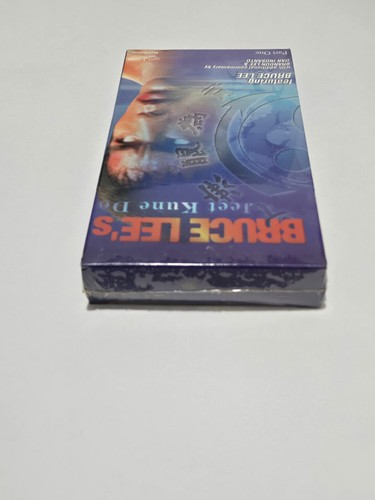 BRUCE LEE's
Jeet Kune Do
featuring
BRUCE LEE
with additional commentary by
BRANDON LEE &
DAN INOSANTO
Part One